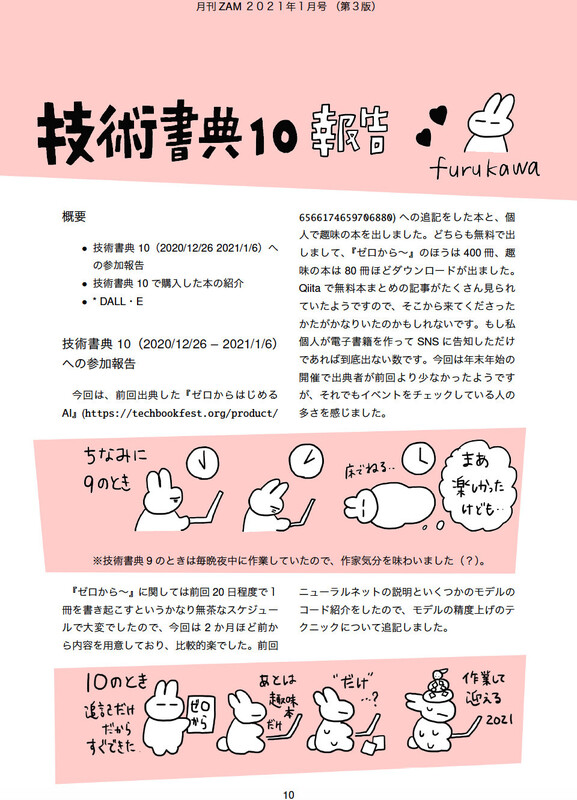 月刊 ZAM ２０２１年１月号 （第３版）
技術書典10 報告
furukawa
概要
● 技術書典 10（2020/12/26 2021/1/6）へ
の参加報告
● 技術書典 10 で購入した本の紹介
● * DALL・E
技術書典 10（2020/12/26 – 2021/1/6）
への参加報告
今回は、前回出典した『ゼロからはじめる
AI』(https://techbookfest.org/product/
6566174659706880) への追記をした本と、個
人で趣味の本を出しました。どちらも無料で出
しまして、『ゼロから〜』のほうは 400 冊、趣
味の本は 80 冊ほどダウンロードが出ました。
Qiita で無料本まとめの記事がたくさん見られ
ていたようですので、そこから来てくださった
かたがかなりいたのかもしれないです。もし私
個人が電子書籍を作って SNS に告知しただけ
であれば到底出ない数です。今回は年末年始の
開催で出典者が前回より少なかったようです
が、それでもイベントをチェックしている人の
多さを感じました。
ちなみに
9のとき
床でねる..
まあ
楽しかった
けども..
※技術書典 9 のときは毎晩夜中に作業していたので、作家気分を味わいました（？）。
『ゼロから〜』に関しては前回 20 日程度で 1
冊を書き起こすというかなり無茶なスケジュー
ルで大変でしたので、今回は 2 か月ほど前か
ら内容を用意しており、比較的楽でした。前回
ニューラルネットの説明といくつかのモデルの
コード紹介をしたので、モデルの精度上げのテ
クニックについて追記しました。
10のとき
追記だけ
だから
すぐできた
ゼロ
から
あとは
趣味
本
だけ
"だけ"
...?
作業して
迎える
2021
10